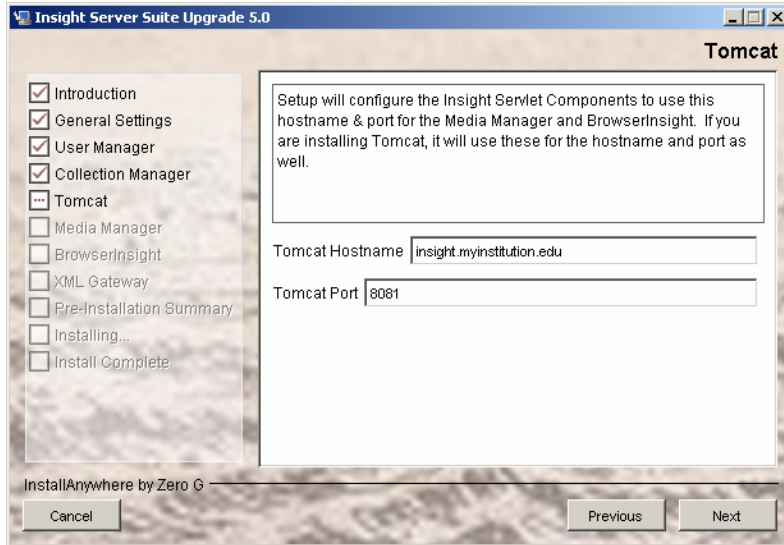 Insight Server Suite Upgrade 5.0
Tomcat
Introduction
General Settings
User Manager
Collection Manager
Tomcat
Media Manager
BrowserInsight
XML Gateway
Pre-Installation Summary
Installing...
Install Complete
Setup will configure the Insight Servlet Components to use this
hostname & port for the Media Manager and BrowserInsight. If you
are installing Tomcat, it will use these for the hostname and port as
well.
Tomcat Hostname insight.myinstitution.edu
Tomcat Port 8081
InstallAnywhere by Zero G
Cancel Previous Next